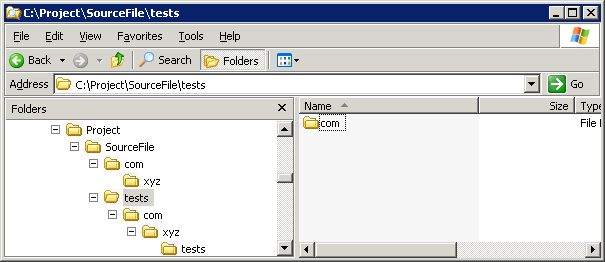 C:\Project\SourceFile\tests
File Edit View Favorites Tools Help
Back Search Folders
Address C:\Project\SourceFile\tests Go
Folders
Name Size Type
Project
com
File
SourceFile
com
xyz
tests
com
xyz
tests